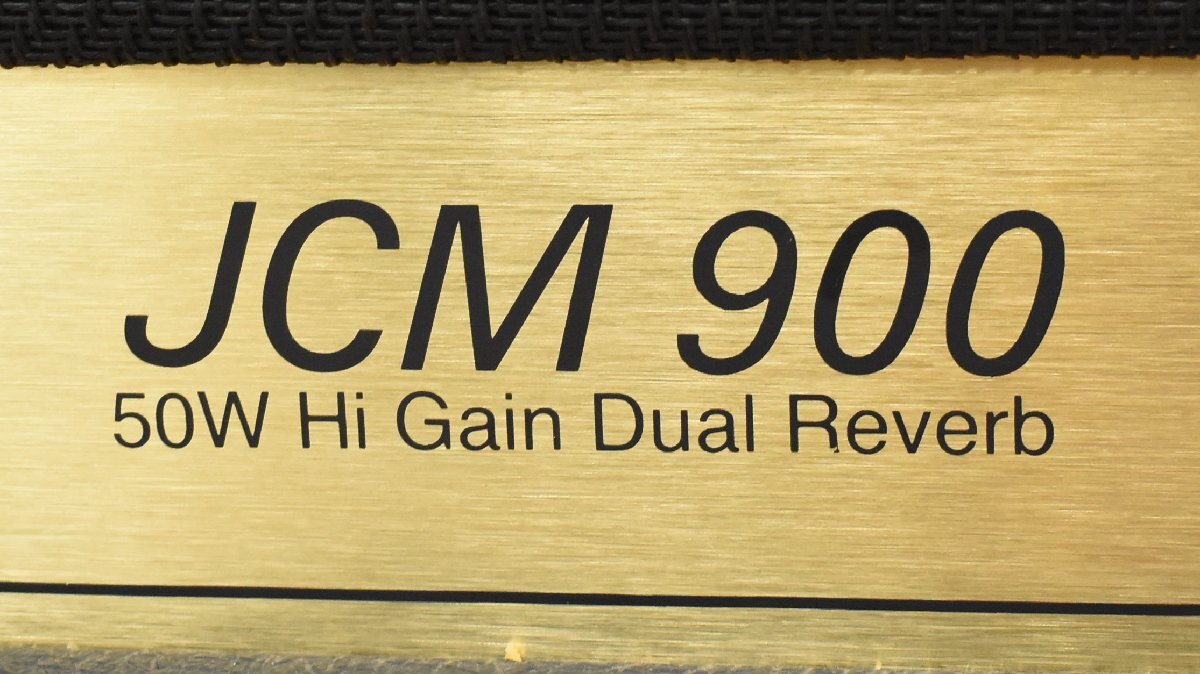 JCM 900
50W Hi Gain Dual Reverb